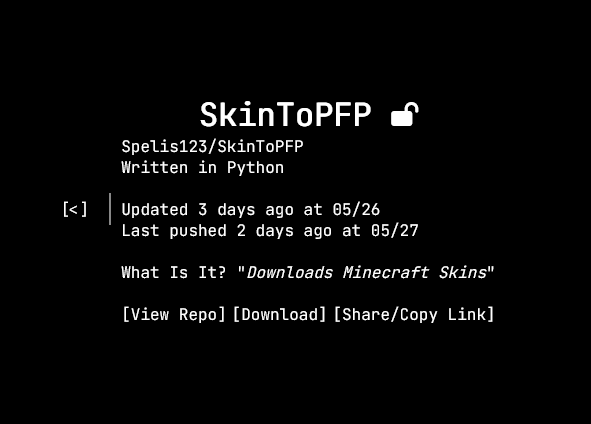 SkinToPFP
Spelis123/SkinToPFP
Written in Python
[<]
Updated 3 days ago at 05/26
Last pushed 2 days ago at 05/27
What Is It? "Downloads Minecraft Skins"
[View Repo] [Download] [Share/Copy Link]